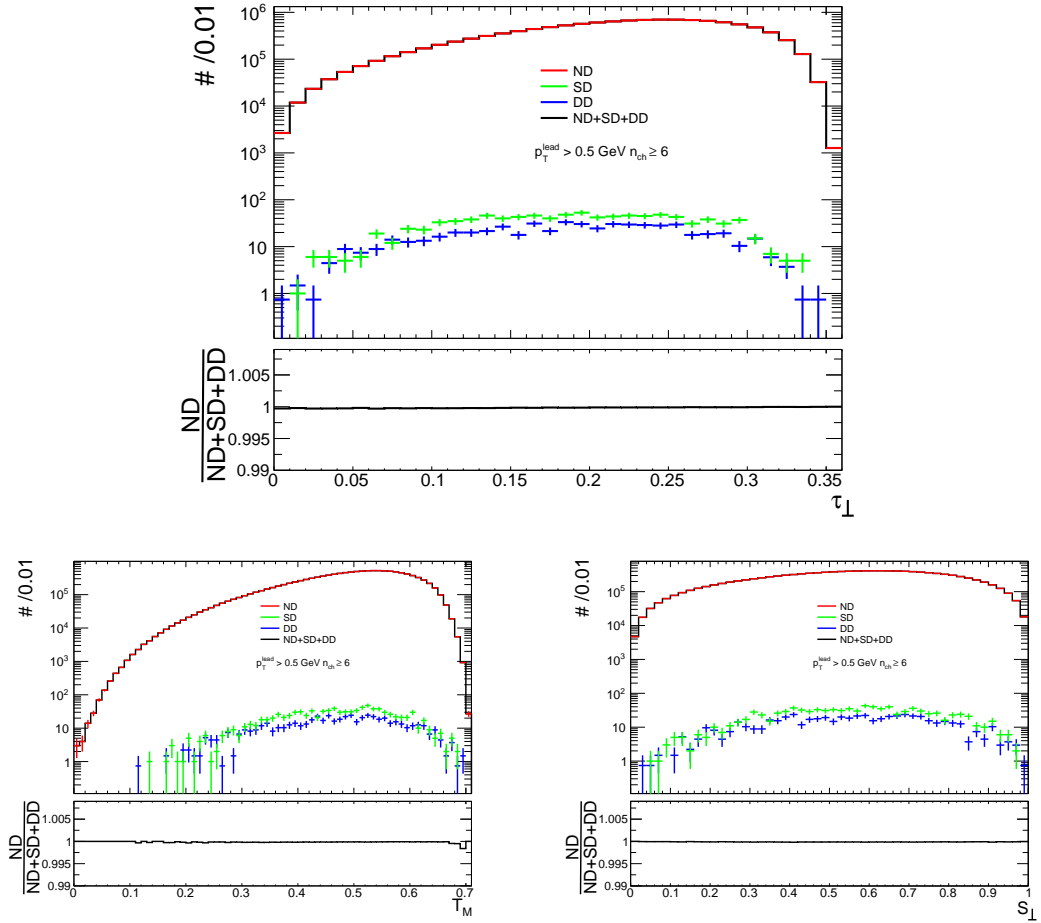 # /0.01
10^6
10^5
10^4
10^3
10^2
10
1
ND
SD
DD
ND+SD+DD
p_T^lead > 0.5 GeV n_ch ≥ 6
ND
ND+SD+DD
1.005
1
0.995
0.99
0 0.05 0.1 0.15 0.2 0.25 0.3 0.35
τ⊥
# /0.01
10^5
10^4
10^3
10^2
10
1
ND
SD
DD
ND+SD+DD
p_T^lead > 0.5 GeV n_ch ≥ 6
ND
ND+SD+DD
1.005
1
0.995
0.99
0 0.1 0.2 0.3 0.4 0.5 0.6 0.7
T_M
# /0.01
10^5
10^4
10^3
10^2
10
1
ND
SD
DD
ND+SD+DD
p_T^lead > 0.5 GeV n_ch ≥ 6
ND
ND+SD+DD
1.005
1
0.995
0.99
0 0.1 0.2 0.3 0.4 0.5 0.6 0.7 0.8 0.9 1
S⊥